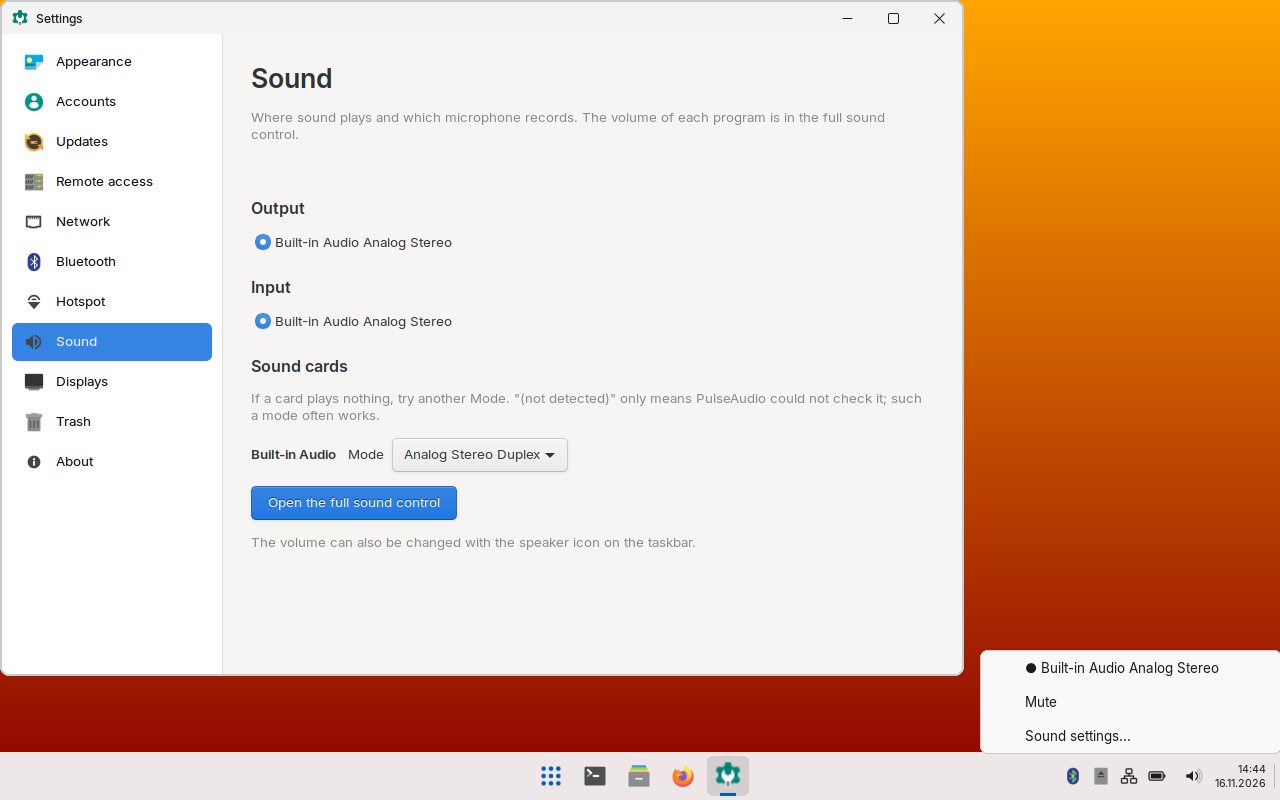 Settings
Appearance
Accounts
Updates
Remote access
Network
Bluetooth
Hotspot
Sound
Displays
Trash
About
Sound
Where sound plays and which microphone records. The volume of each program is in the full sound
control.
Output
Built-in Audio Analog Stereo
Input
Built-in Audio Analog Stereo
Sound cards
If a card plays nothing, try another Mode. "(not detected)" only means PulseAudio could not check it; such
a mode often works.
Built-in Audio Mode Analog Stereo Duplex
Open the full sound control
The volume can also be changed with the speaker icon on the taskbar.
● Built-in Audio Analog Stereo
Mute
Sound settings...
14:44
16.11.2026